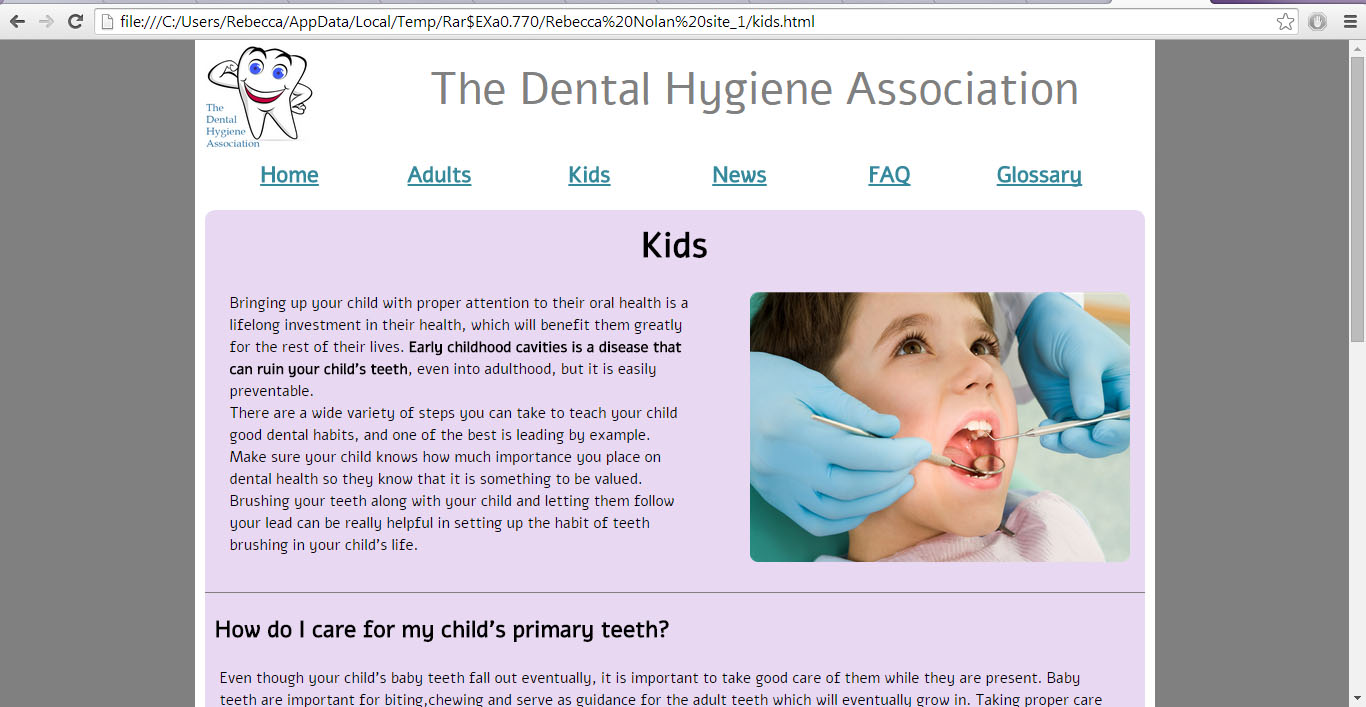 file:///C:/Users/Rebecca/AppData/Local/Temp/Rar$EXa0.770/Rebecca%20Nolan%20site_1/kids.html
The
Dental
Hygiene
Association
The Dental Hygiene Association
Home Adults Kids News FAQ Glossary
Kids
Bringing up your child with proper attention to their oral health is a
lifelong investment in their health, which will benefit them greatly
for the rest of their lives. Early childhood cavities is a disease that
can ruin your child's teeth, even into adulthood, but it is easily
preventable.
There are a wide variety of steps you can take to teach your child
good dental habits, and one of the best is leading by example.
Make sure your child knows how much importance you place on
dental health so they know that it is something to be valued.
Brushing your teeth along with your child and letting them follow
your lead can be really helpful in setting up the habit of teeth
brushing in your child's life.
How do I care for my child's primary teeth?
Even though your child's baby teeth fall out eventually, it is important to take good care of them while they are present. Baby
teeth are important for biting,chewing and serve as guidance for the adult teeth which will eventually grow in. Taking proper care